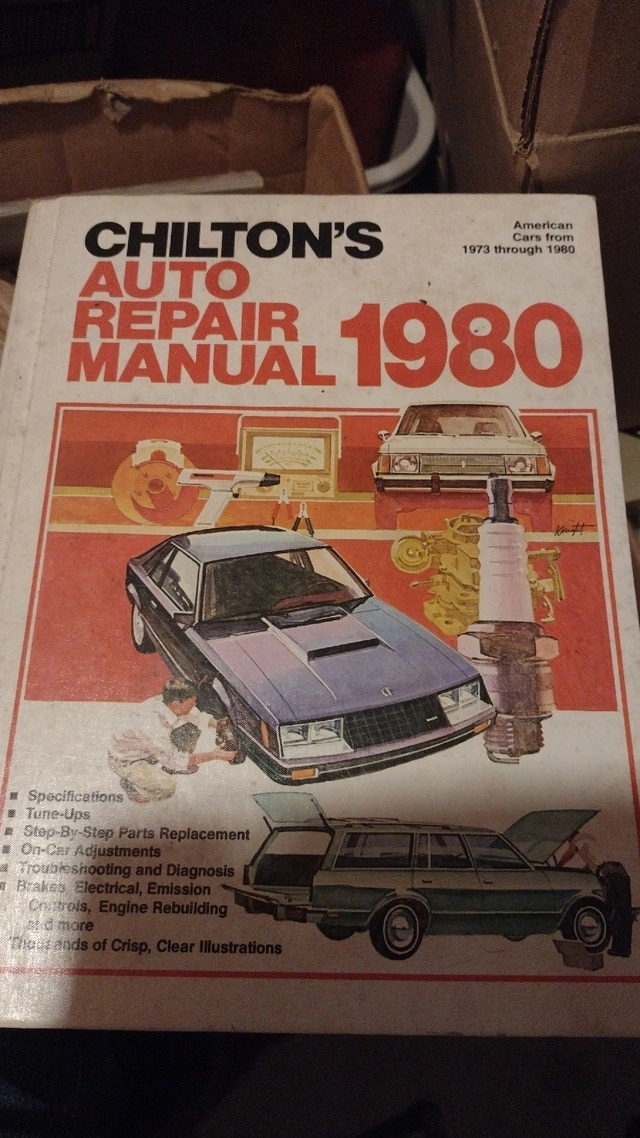 CHILTON'S
AUTO
REPAIR
MANUAL 1980
American
Cars from
1973 through 1980
■ Specifications
■ Tune-Ups
■ Step-By-Step Parts Replacement
■ On-Car Adjustments
■ Troubleshooting and Diagnosis
■ Brakes, Electrical, Emission
Controls, Engine Rebuilding
and more
Thousands of Crisp, Clear Illustrations